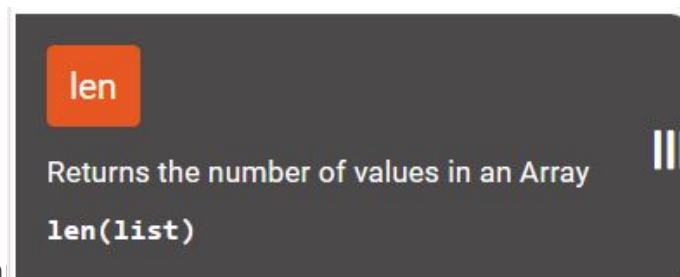 len
Returns the number of values in an Array
len(list)